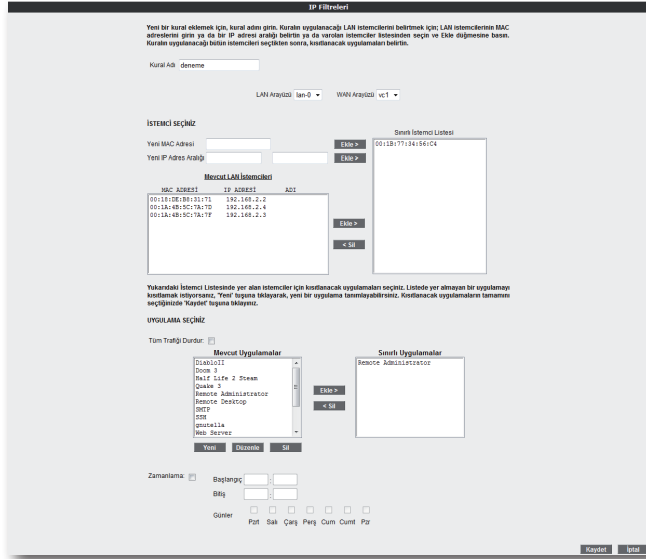 IP Filtreleri
Yeni bir kural eklemek için, kural adını girin. Kuralın uygulanacağı LAN istemcilerini belirtmek için; LAN istemcilerinin MAC
adreslerini girin ya da bir IP adresi aralığı belirtin ya da varolan istemciler listesinden seçin ve Ekle düğmesine basın.
Kuralın uygulanacağı bütün istemcileri seçtikten sonra, kısıtlanacak uygulamaları belirtin.
Kural Adı deneme
LAN Arayüzü lan-0 WAN Arayüzü vc1
İSTEMCİ SEÇİNİZ
Sınırlı İstemci Listesi
Yeni MAC Adresi Ekle > 00:1B:77:34:56:C4
Yeni IP Adres Aralığı Ekle >
Mevcut LAN İstemcileri
MAC ADRESİ IP ADRESİ ADI
00:18:DE:B8:31:71 192.168.2.2
00:1A:4B:5C:7A:7D 192.168.2.4
00:1A:4B:5C:7A:7F 192.168.2.3
Ekle >
< Sil
Yukarıdaki İstemci Listesinde yer alan istemciler için kısıtlanacak uygulamaları seçiniz. Listede yer almayan bir uygulamayı
kısıtlamak istiyorsanız, 'Yeni' tuşuna tıklayarak, yeni bir uygulama tanımlayabilirsiniz. Kısıtlanacak uygulamaların tamamını
seçtiğinizde 'Kaydet' tuşuna tıklayınız.
UYGULAMA SEÇİNİZ
Tüm Trafiği Durdur:
Mevcut Uygulamalar Sınırlı Uygulamalar
DiabloII Remote Administrator
Doom 3
Half Life 2 Steam
Quake 3
Remote Administrator
Remote Desktop
SMTP
SSH
gnutella
Web Server
Ekle >
< Sil
Yeni Düzenle Sil
Zamanlama: Başlangıç :
Bitiş :
Günler
Pzrt Salı Çarş Perş Cum Cumt Pzr
Kaydet İptal